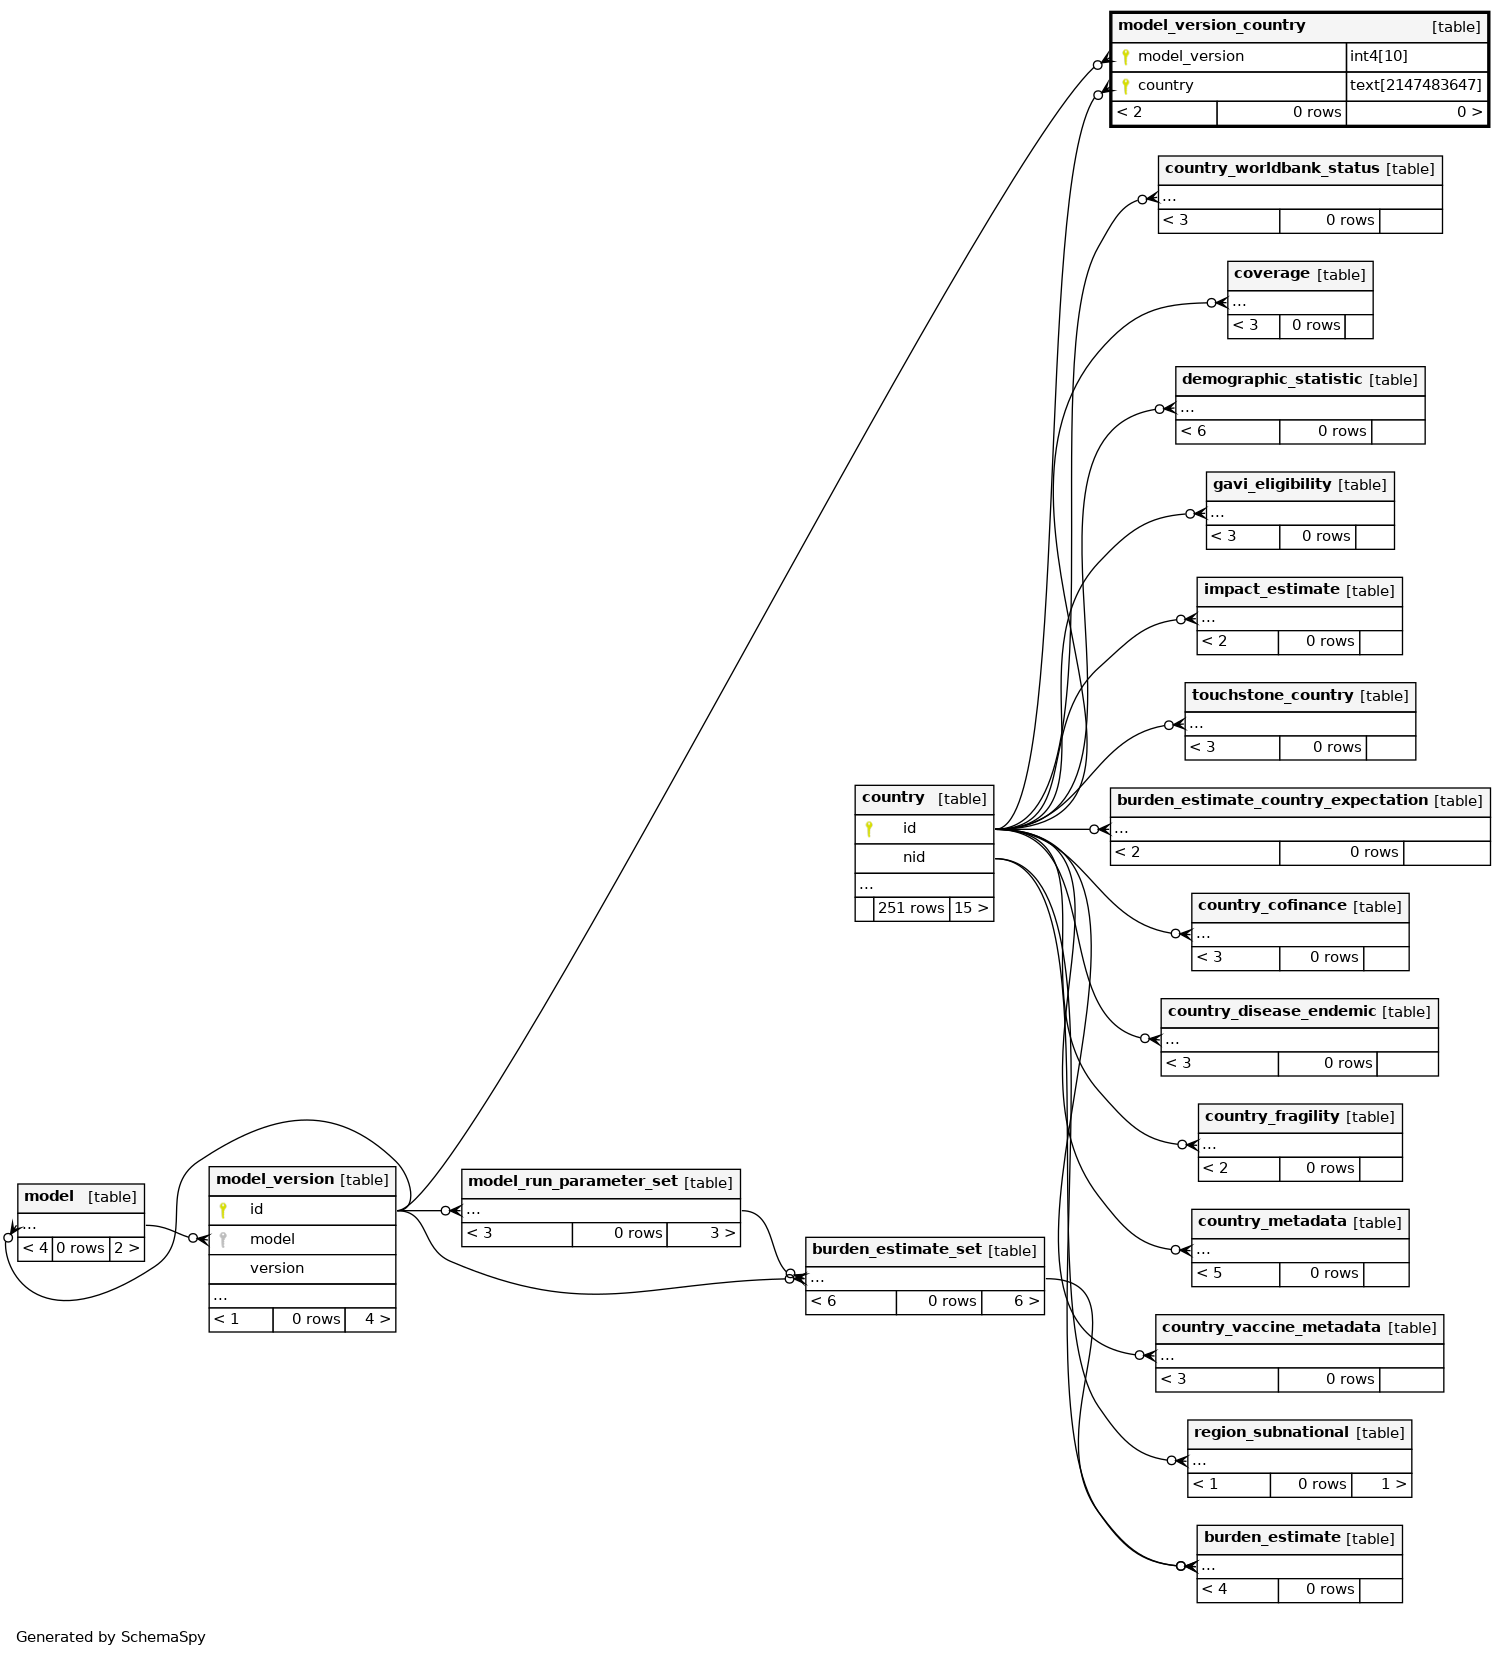 model_version_country [table]
model_version int4[10]
country text[2147483647]
< 2 0 rows 0 >
country_worldbank_status [table]
...
< 3 0 rows
coverage [table]
...
< 3 0 rows
demographic_statistic [table]
...
< 6 0 rows
gavi_eligibility [table]
...
< 3 0 rows
impact_estimate [table]
...
< 2 0 rows
touchstone_country [table]
...
< 3 0 rows
country [table]
id
nid
...
251 rows 15 >
burden_estimate_country_expectation [table]
...
< 2 0 rows
country_cofinance [table]
...
< 3 0 rows
country_disease_endemic [table]
...
< 3 0 rows
country_fragility [table]
...
< 2 0 rows
model [table]
...
< 4 0 rows 2 >
model_version [table]
id
model
version
...
< 1 0 rows 4 >
model_run_parameter_set [table]
...
< 3 0 rows 3 >
burden_estimate_set [table]
...
< 6 0 rows 6 >
country_metadata [table]
...
< 5 0 rows
country_vaccine_metadata [table]
...
< 3 0 rows
region_subnational [table]
...
< 1 0 rows 1 >
burden_estimate [table]
...
< 4 0 rows
Generated by SchemaSpy